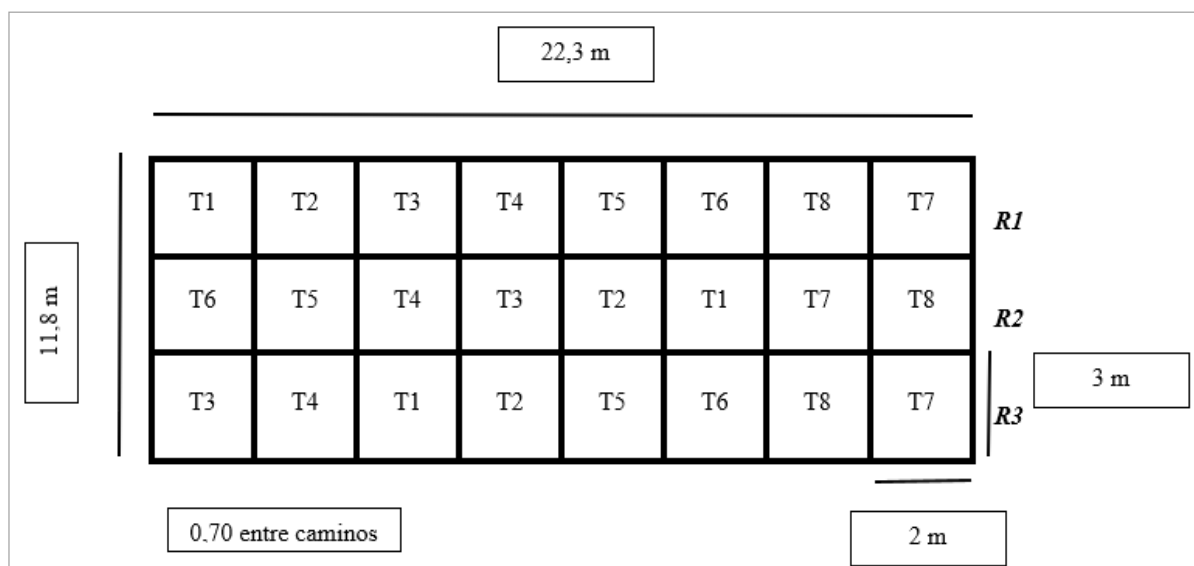 22,3 m
11,8 m
T1 T2 T3 T4 T5 T6 T8 T7 R1
T6 T5 T4 T3 T2 T1 T7 T8 R2
T3 T4 T1 T2 T5 T6 T8 T7 R3
3 m
0,70 entre caminos
2 m